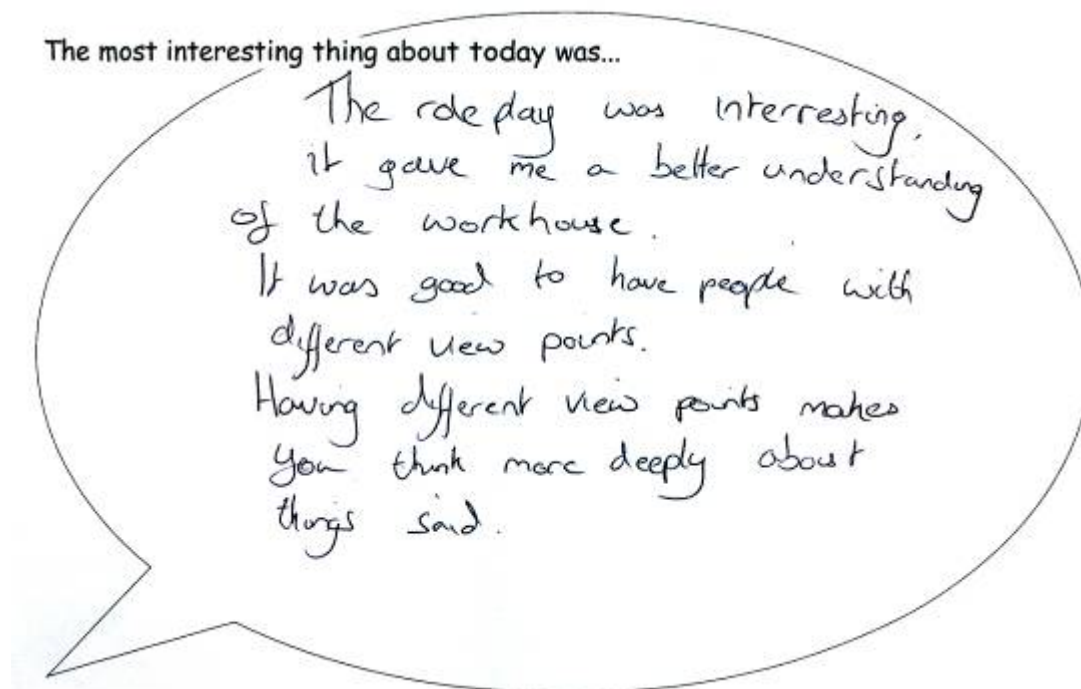 The most interesting thing about today was...
The role play was interresting,
it gave me a better understanding
of the workhouse.
It was good to have people with
different view points.
Having different view points makes
you think more deeply about
things said.